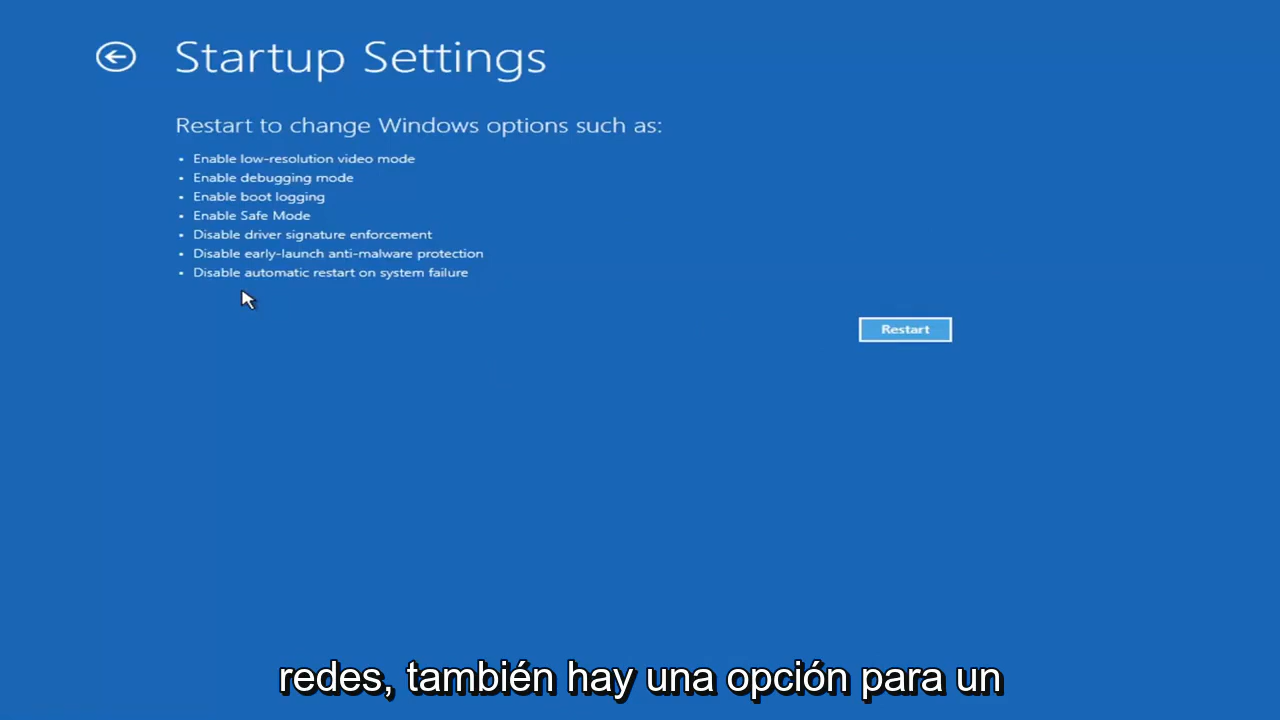 Startup Settings
Restart to change Windows options such as:
• Enable low-resolution video mode
• Enable debugging mode
• Enable boot logging
• Enable Safe Mode
• Disable driver signature enforcement
• Disable early-launch anti-malware protection
• Disable automatic restart on system failure
Restart
redes, también hay una opción para un